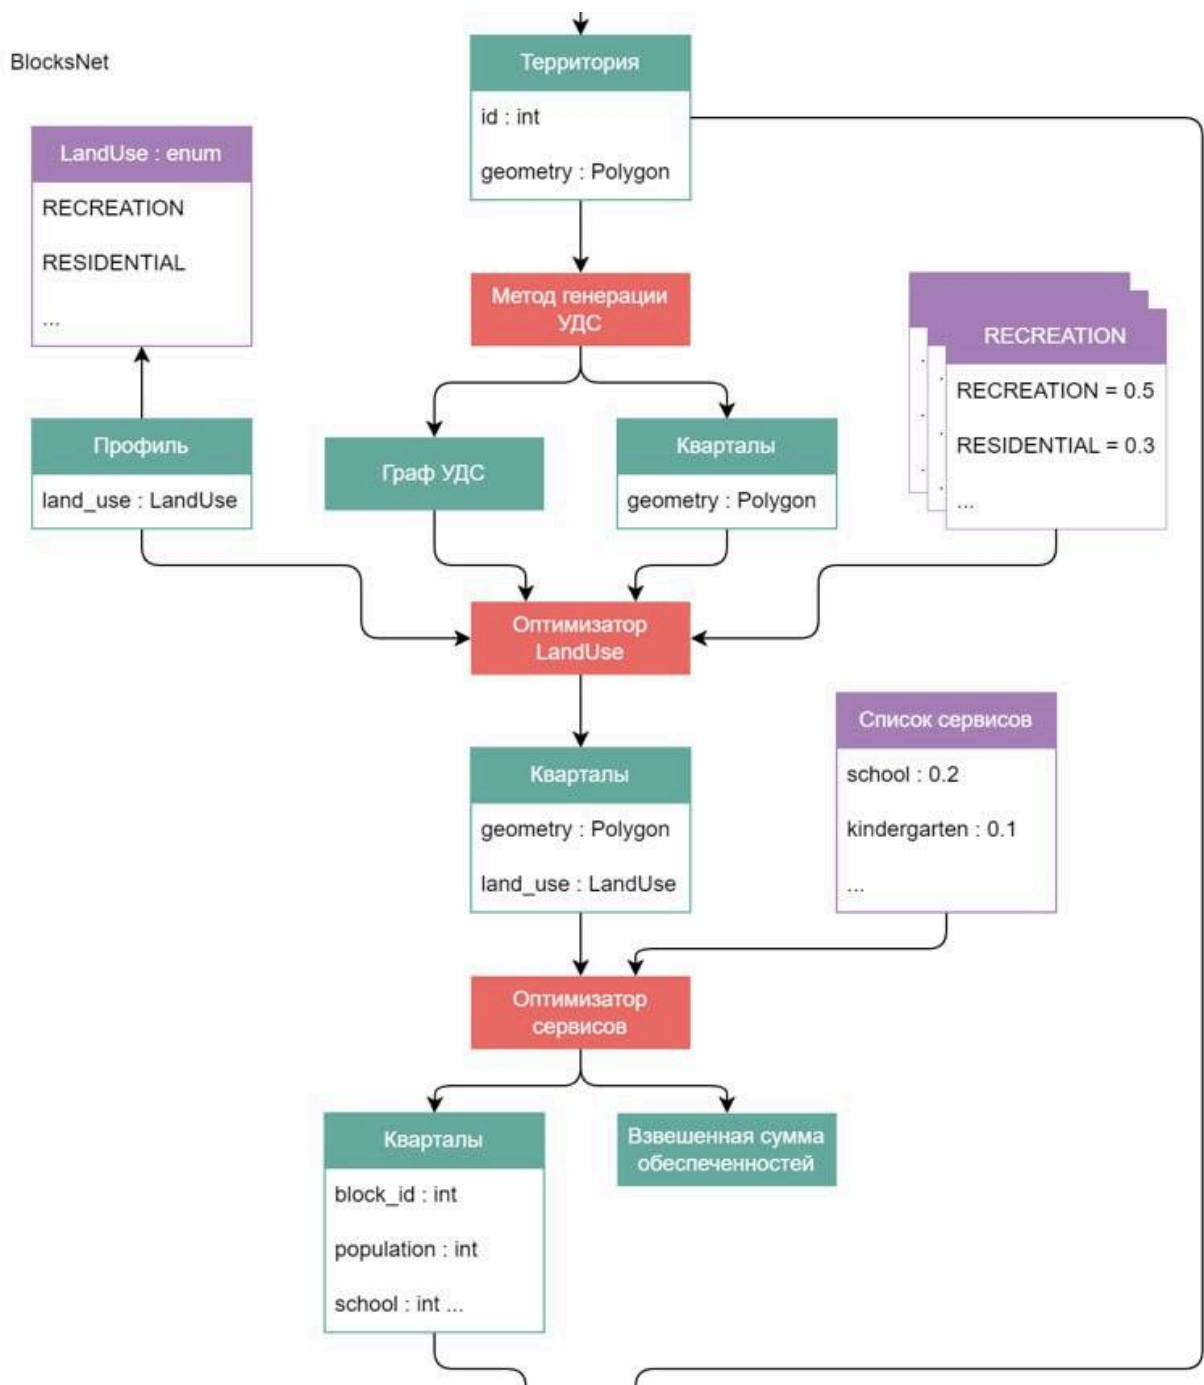 BlocksNet
Территория
id : int
geometry : Polygon
LandUse : enum
RECREATION
RESIDENTIAL
...
Метод генерации
УДС
RECREATION
RECREATION = 0.5
RESIDENTIAL = 0.3
...
Профиль
land_use : LandUse
Граф УДС
Кварталы
geometry : Polygon
Оптимизатор
LandUse
Список сервисов
school : 0.2
kindergarten : 0.1
...
Кварталы
geometry : Polygon
land_use : LandUse
Оптимизатор
сервисов
Кварталы
block_id : int
population : int
school : int ...
Взвешенная сумма
обеспеченностей